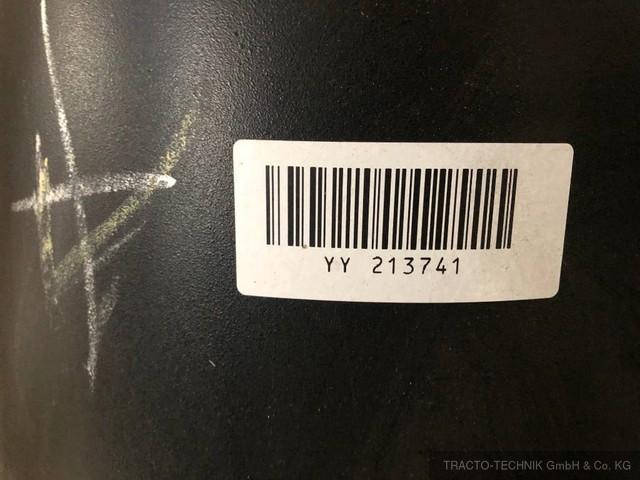 YY 213741
TRACTO-TECHNIK GmbH & Co. KG